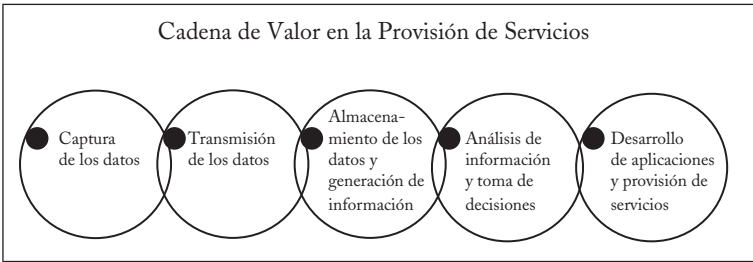 Cadena de Valor en la Provisión de Servicios
Captura
de los datos
Transmisión
de los datos
Almacena-
miento de los
datos y
generación de
información
Análisis de
información
y toma de
decisiones
Desarrollo
de aplicaciones
y provisión de
servicios